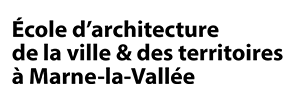 École d’architecture
de la ville & des territoires
à Marne-la-Vallée